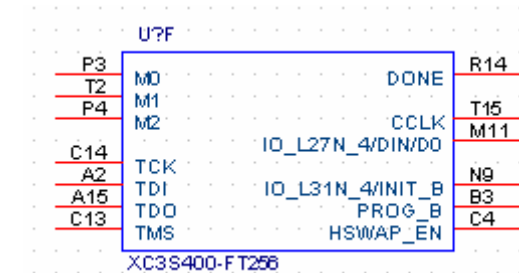 U?F
P3 M0 DONE R14
T2 M1
P4 M2 CCLK T15
IO_L27N_4/DIN/D0 M11
C14 TCK
A2 TDI IO_L31N_4/INIT_B N9
A15 TDO PROG_B B3
C13 TMS HSWAP_EN C4
XC3S400-FT256